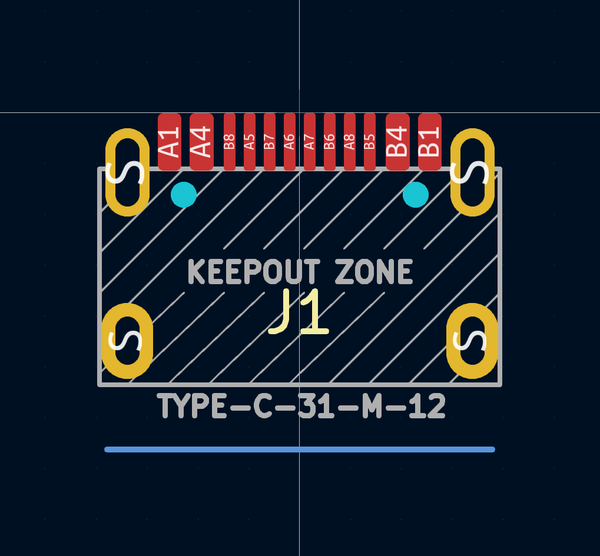 A1 A4 B8 A5 B7 A6 A7 B6 A8 B5 B4 B1
S S
KEEPOUT ZONE
J1
S S
TYPE-C-31-M-12